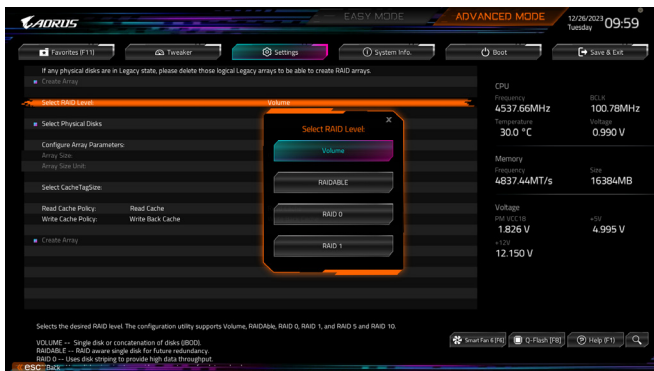 AORUS
EASY MODE
ADVANCED MODE
12/26/2023
Tuesday
09:59
Favorites (F11)
Tweaker
Settings
System Info.
Boot
Save & Exit
If any physical disks are in Legacy state, please delete those logical Legacy arrays to be able to create RAID arrays.
Create Array
Select RAID Level:
Volume
Select Physical Disks
Configure Array Parameters:
Array Size:
Array Size Unit:
Select CacheTagSize:
Read Cache Policy:
Read Cache
Write Cache Policy:
Write Back Cache
Create Array
Select RAID Level:
X
Volume
RAIDABLE
RAID 0
RAID 1
CPU
Frequency
BCLK
4537.66MHz
100.78MHz
Temperature
Voltage
30.0 °C
0.990 V
Memory
Frequency
Size
4837.44MT/s
16384MB
Voltage
PM VCC18
+5V
1.826 V
4.995 V
+12V
12.150 V
Selects the desired RAID level. The configuration utility supports Volume, RAIDAble, RAID 0, RAID 1, and RAID 5 and RAID 10.
VOLUME -- Single disk or concatenation of disks (JBOD).
RAIDABLE -- RAID aware single disk for future redundancy.
RAID 0 -- Uses disk striping to provide high data throughput.
esc Back
Smart Fan 6 [F6]
Q-Flash [F8]
Help (F1)